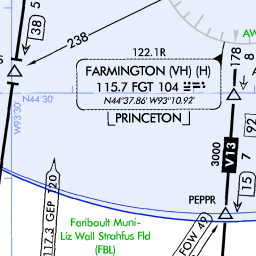 38
238
122.1R
AW
FARMINGTON (VH) (H)
115.7 FGT 104
N44°37.86' W93°10.92'
[PRINCETON]
N44°30'
W93°30'
178
8
7
92
3000
V13
15
7
120
117.3 GEP
PEPPR
FOW 49
Faribault Muni-
Liz Wall Strohfus Fld
(FBL)